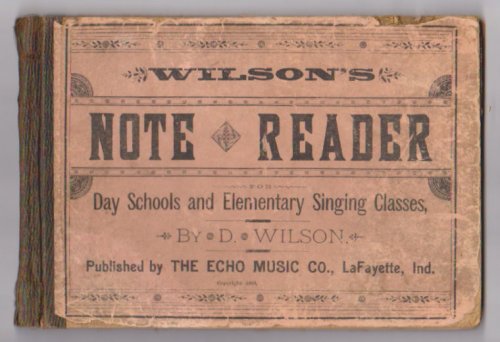 WILSON'S
NOTE READER
FOR
Day Schools and Elementary Singing Classes,
BY D. WILSON.
Published by THE ECHO MUSIC CO., LaFayette, Ind.
Copyright